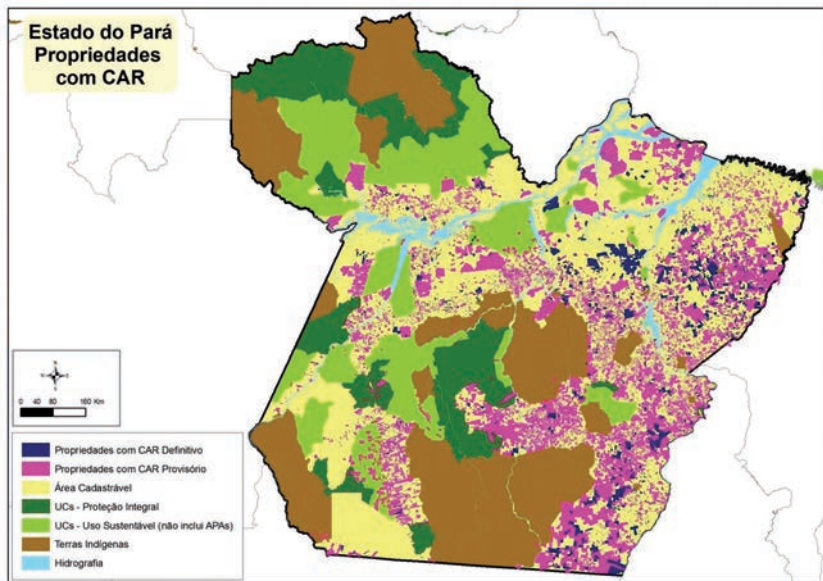 Estado do Pará
Propriedades
com CAR
0 40 80 160 Km
Propriedades com CAR Definitivo
Propriedades com CAR Provisório
Área Cadastrável
UCs - Proteção Integral
UCs - Uso Sustentável (não inclui APAs)
Terras Indígenas
Hidrografia